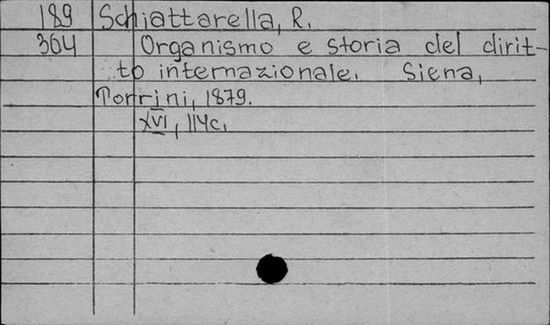 189 Schiattarella, R.
364 Organismo e storia del dirit-
to internazionale. Siena,
Torrini, 1879.
XVI, 114c.